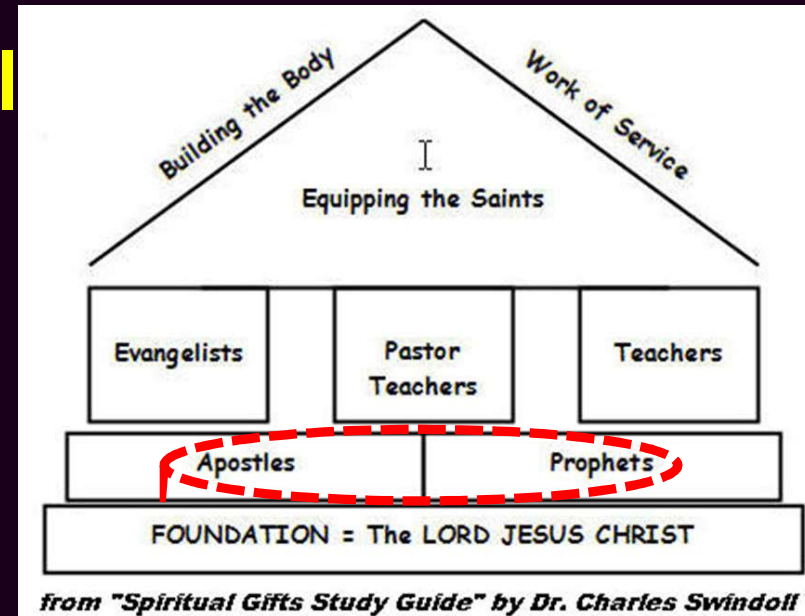 Building the Body
Work of Service
Equipping the Saints
Evangelists
Pastor
Teachers
Teachers
Apostles
Prophets
FOUNDATION = The LORD JESUS CHRIST
from "Spiritual Gifts Study Guide" by Dr. Charles Swindoll